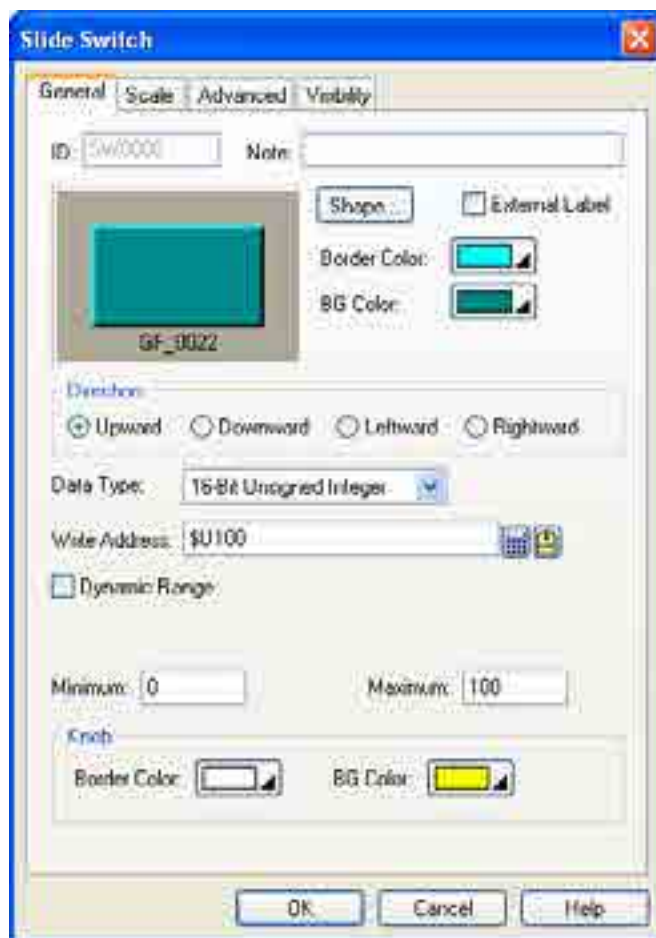 Slide Switch
General Scale Advanced Visibility
ID: SW0000 Note:
Shape... External Label
Border Color:
BG Color:
GF_0022
Direction
Upward Downward Leftward Rightward
Data Type: 16-Bit Unsigned Integer
Write Address: $U100
Dynamic Range
Minimum: 0 Maximum: 100
Knob
Border Color: BG Color:
OK Cancel Help